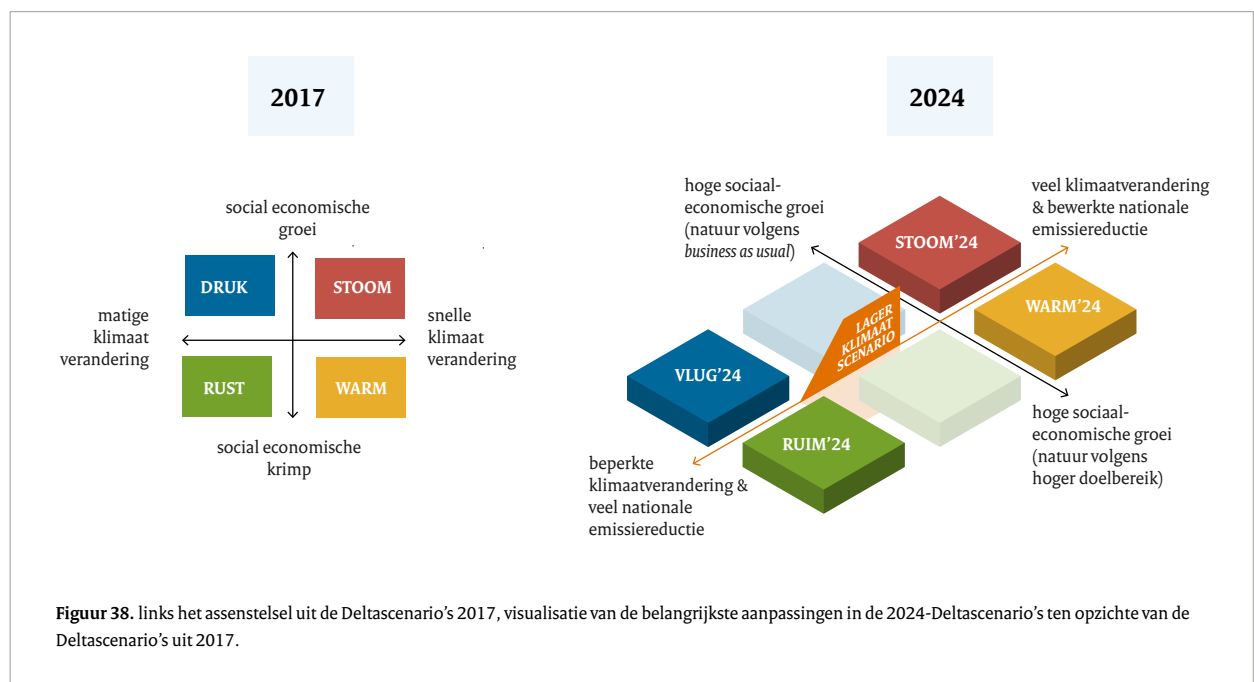 2017
social economische
groei
DRUK
STOOM
matige
klimaat
verandering
snelle
klimaat
verandering
RUST
WARM
social economische
krimp
2024
hoge sociaal-
economische groei
(natuur volgens
business as usual)
veel klimaatverandering
& bewerkte nationale
emissiereductie
STOOM’24
WARM’24
LAGER
KLIMAAT
SCENARIO
VLUG’24
RUIM’24
beperkte
klimaatverandering &
veel nationale
emissiereductie
hoge sociaal-
economische groei
(natuur volgens
hoger doelbereik)
Figuur 38. links het assenstelsel uit de Deltascenario’s 2017, visualisatie van de belangrijkste aanpassingen in de 2024-Deltascenario’s ten opzichte van de
Deltascenario’s uit 2017.